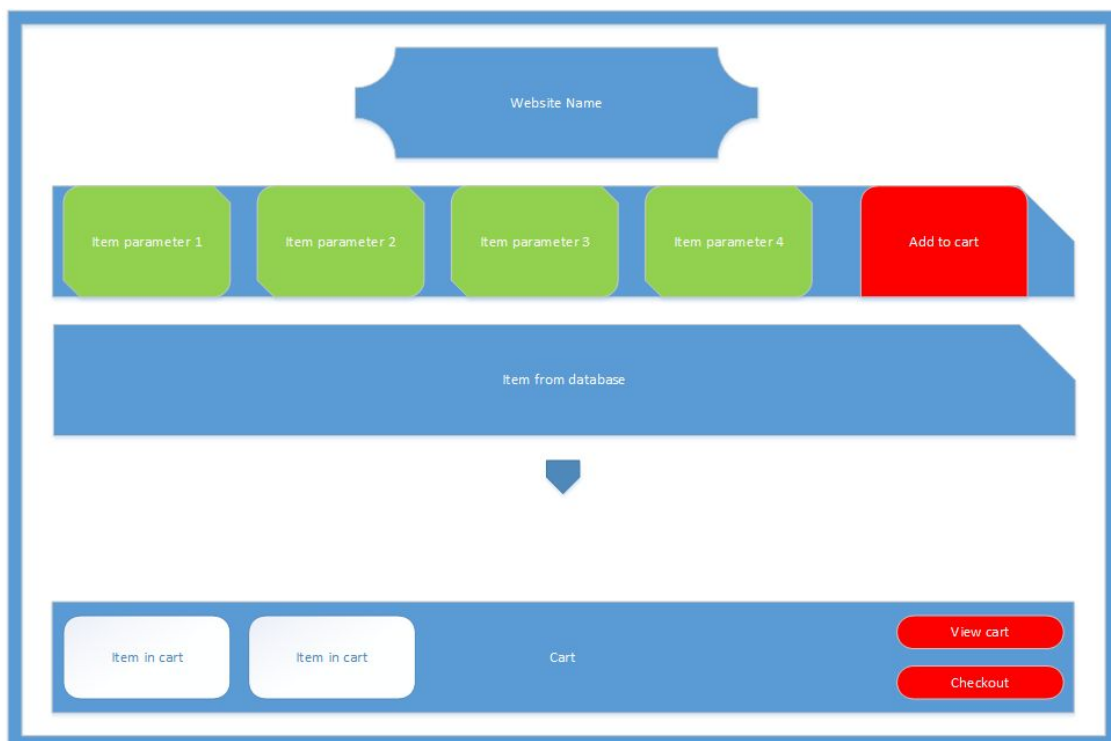 Website Name
Item parameter 1
Item parameter 2
Item parameter 3
Item parameter 4
Add to cart
Item from database
Item in cart
Item in cart
Cart
View cart
Checkout